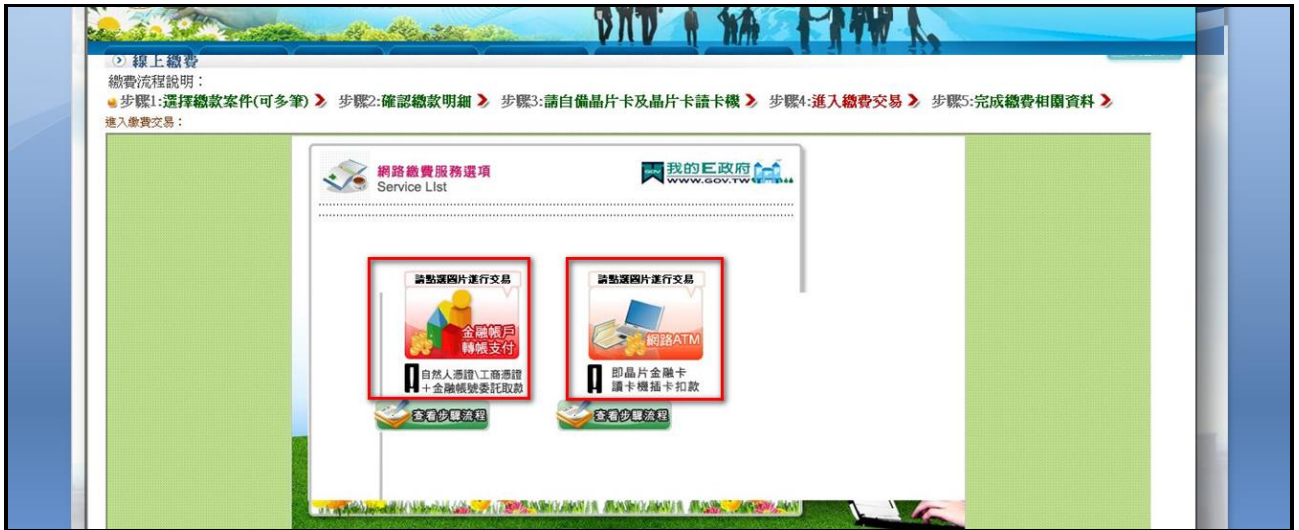 線上繳費
繳費流程說明：
步驟1:選擇繳款案件(可多筆) 步驟2:確認繳款明細 步驟3:請自備晶片卡及晶片卡讀卡機 步驟4:進入繳費交易 步驟5:完成繳費相關資料
進入繳費交易：
網路繳費服務選項
Service LIst
GOV 我的E政府
WWW.GOV.TW
請點選圖片進行交易
金融帳戶
轉帳支付
自然人憑證\工商憑證
＋金融帳號委託取款
查看步驟流程
請點選圖片進行交易
網路ATM
即晶片金融卡
讀卡機插卡扣款
查看步驟流程